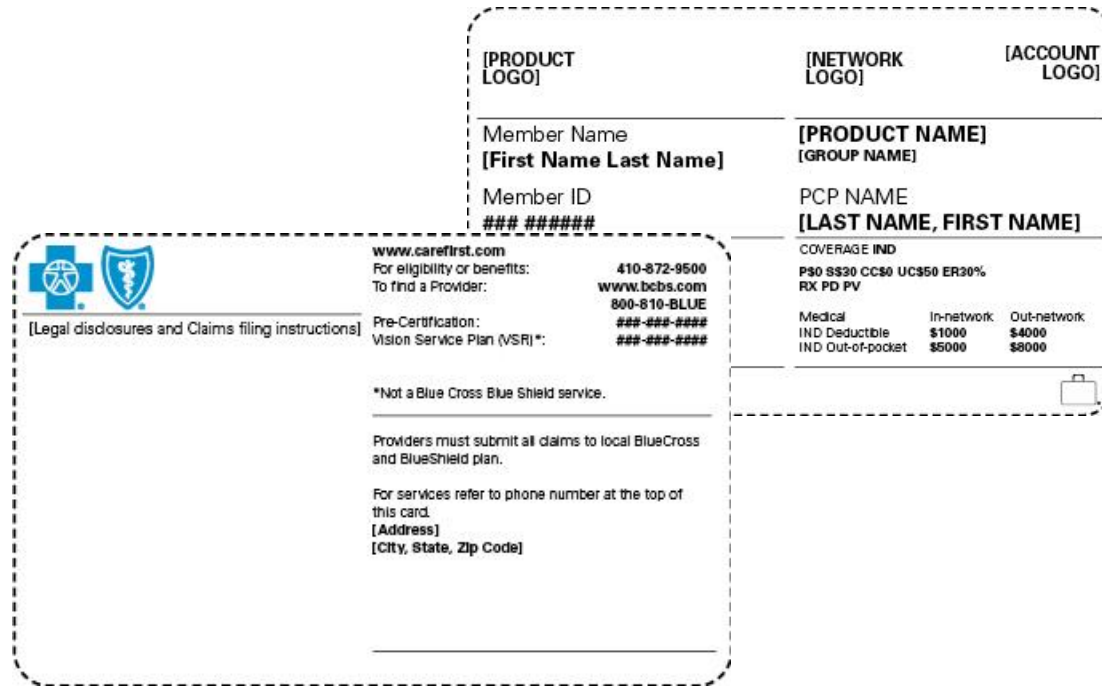 [PRODUCT
LOGO]
[NETWORK
LOGO]
[ACCOUNT
LOGO]
Member Name
[First Name Last Name]
Member ID
### ######
[PRODUCT NAME]
[GROUP NAME]
PCP NAME
[LAST NAME, FIRST NAME]
COVERAGE IND
P$0 S$30 CC$0 UC$50 ER30%
RX PD PV
Medical In-network Out-network
IND Deductible $1000 $4000
IND Out-of-pocket $5000 $8000
[Legal disclosures and Claims filing instructions]
www.carefirst.com
For eligibility or benefits: 410-872-9500
To find a Provider: www.bcbs.com
800-810-BLUE
Pre-Certification: ###-###-####
Vision Service Plan (VSR)*: ###-###-####
*Not a Blue Cross Blue Shield service.
Providers must submit all claims to local BlueCross
and BlueShield plan.
For services refer to phone number at the top of
this card.
[Address]
[City, State, Zip Code]